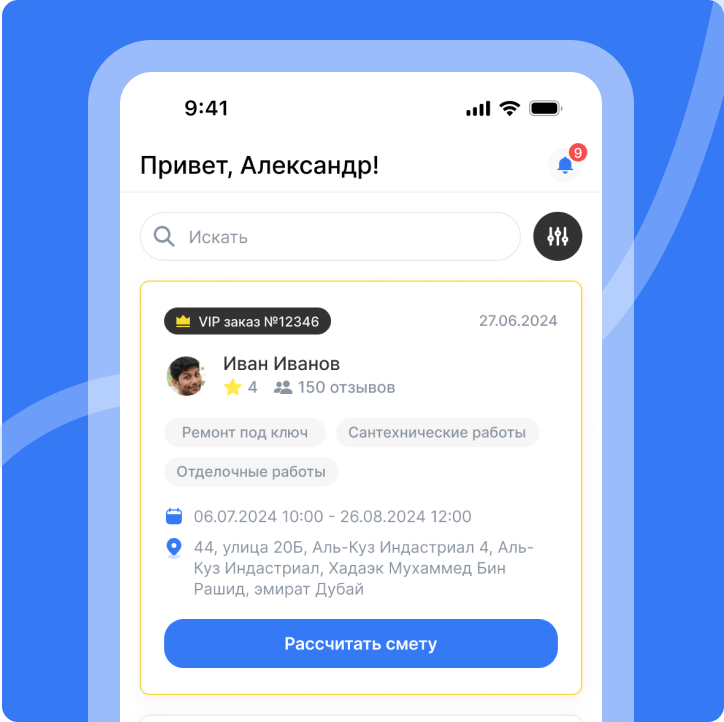 9:41
Привет, Александр!
9
Искать
VIP заказ №12346
27.06.2024
Иван Иванов
4 150 отзывов
Ремонт под ключ
Сантехнические работы
Отделочные работы
06.07.2024 10:00 - 26.08.2024 12:00
44, улица 20Б, Аль-Куз Индастриал 4, Аль-
Куз Индастриал, Хадаэк Мухаммед Бин
Рашид, эмират Дубай
Рассчитать смету